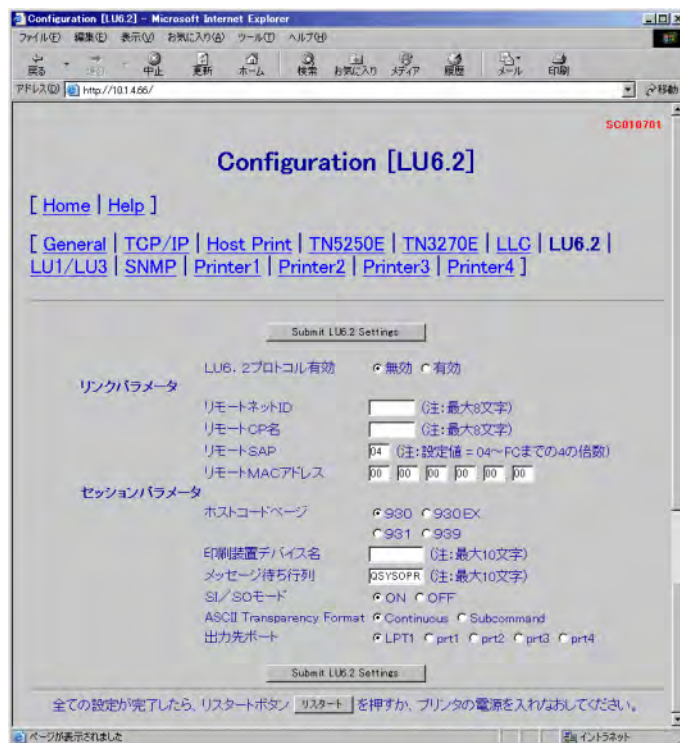 Configuration [LU6.2] - Microsoft Internet Explorer
ファイル(F) 編集(E) 表示(V) お気に入り(A) ツール(T) ヘルプ(H)
戻る 中止 更新 ホーム 検索 お気に入り メディア 履歴 メール 印刷
アドレス(D) http://10.1.4.66/ 移動
SC010701
Configuration [LU6.2]
[ Home | Help ]
[ General | TCP/IP | Host Print | TN5250E | TN3270E | LLC | LU6.2 |
LU1/LU3 | SNMP | Printer1 | Printer2 | Printer3 | Printer4 ]
Submit LU6.2 Settings
LU6．2プロトコル有効 無効 有効
リンクパラメータ
リモートネットID (注：最大8文字)
リモートCP名 (注：最大8文字)
リモートSAP 04 (注：設定値 = 04～FCまでの4の倍数)
リモートMACアドレス 00 00 00 00 00 00
セッションパラメータ
ホストコードページ 930 930EX
931 939
印刷装置デバイス名 (注：最大10文字)
メッセージ待ち行列 QSYSOPR (注：最大10文字)
SI／SOモード ON OFF
ASCII Transparency Format Continuous Subcommand
出力先ポート LPT1 prt1 prt2 prt3 prt4
Submit LU6.2 Settings
全ての設定が完了したら、リスタートボタン リスタート を押すか、プリンタの電源を入れなおしてください。
ページが表示されました イントラネット